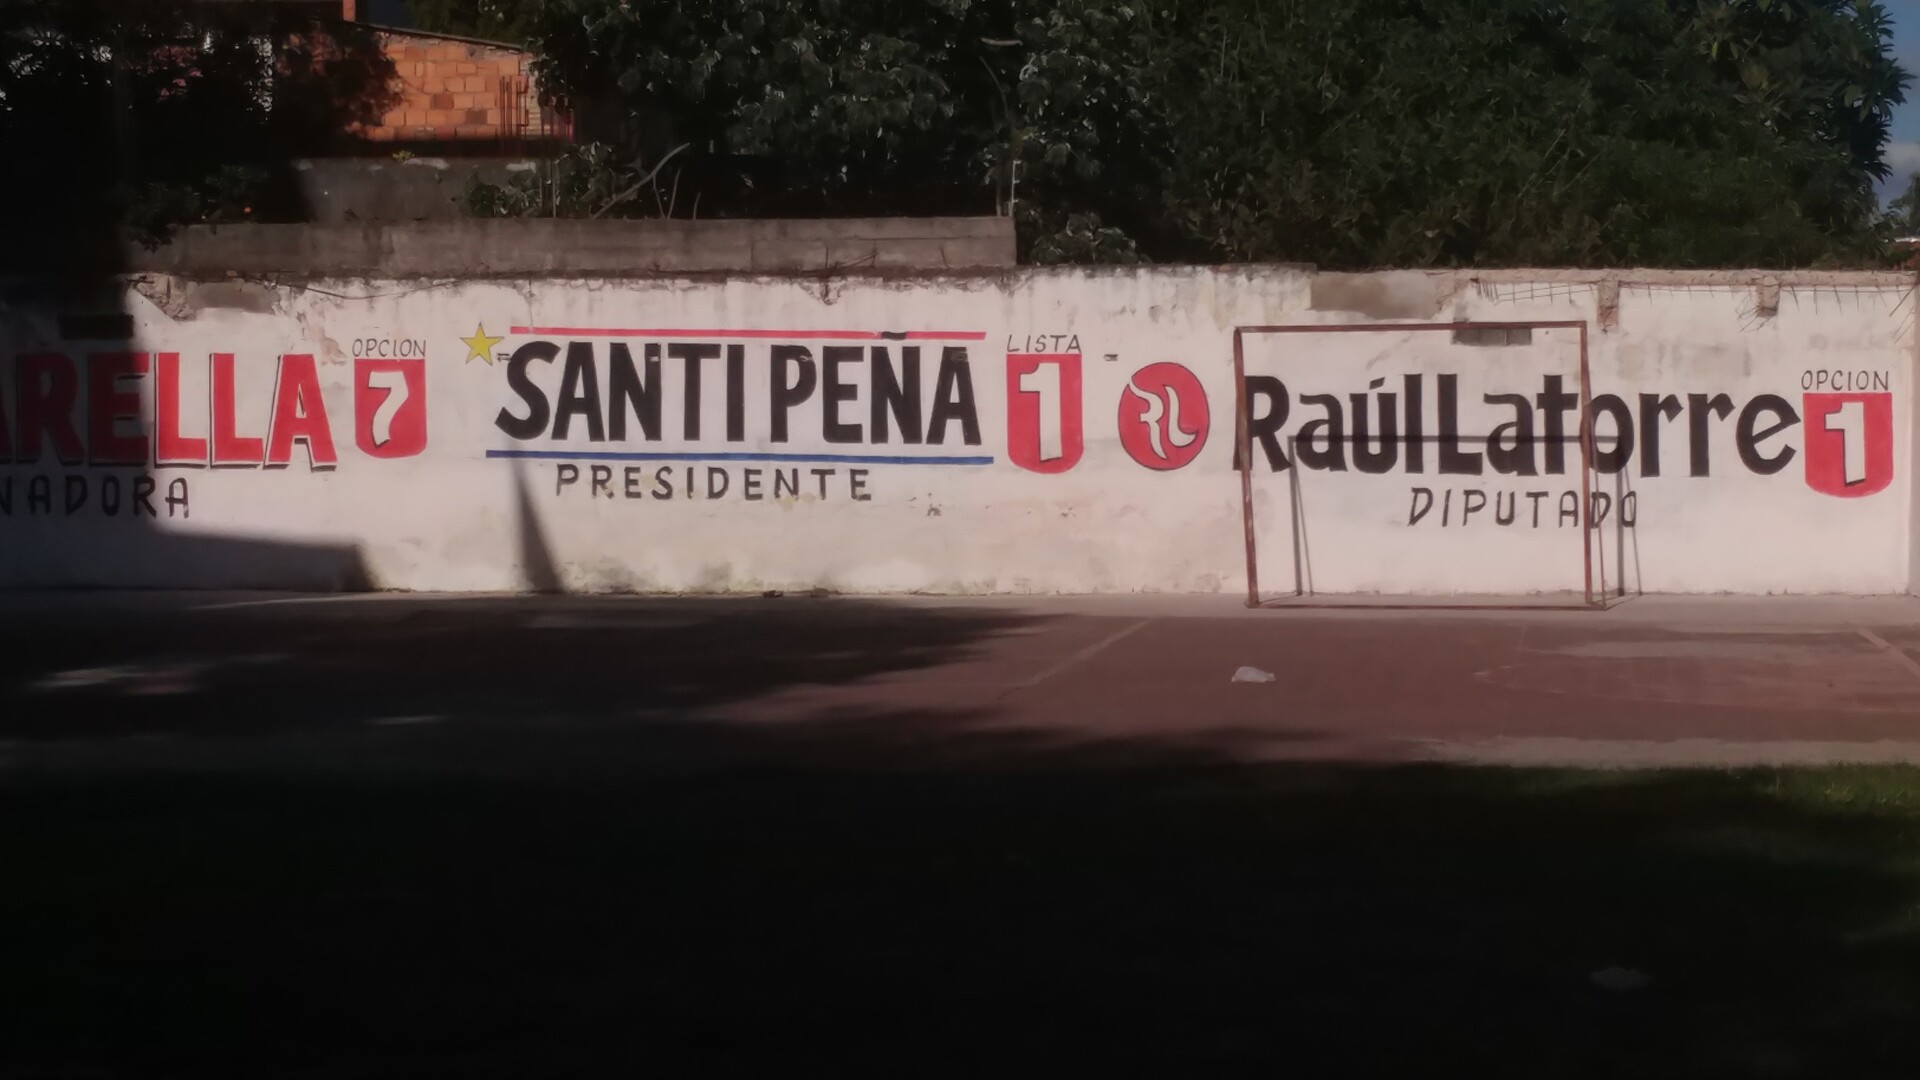 OPCION
7
SANTI PEÑA
PRESIDENTE
LISTA
1
RL
Raúl Latorre
DIPUTADO
OPCION
1